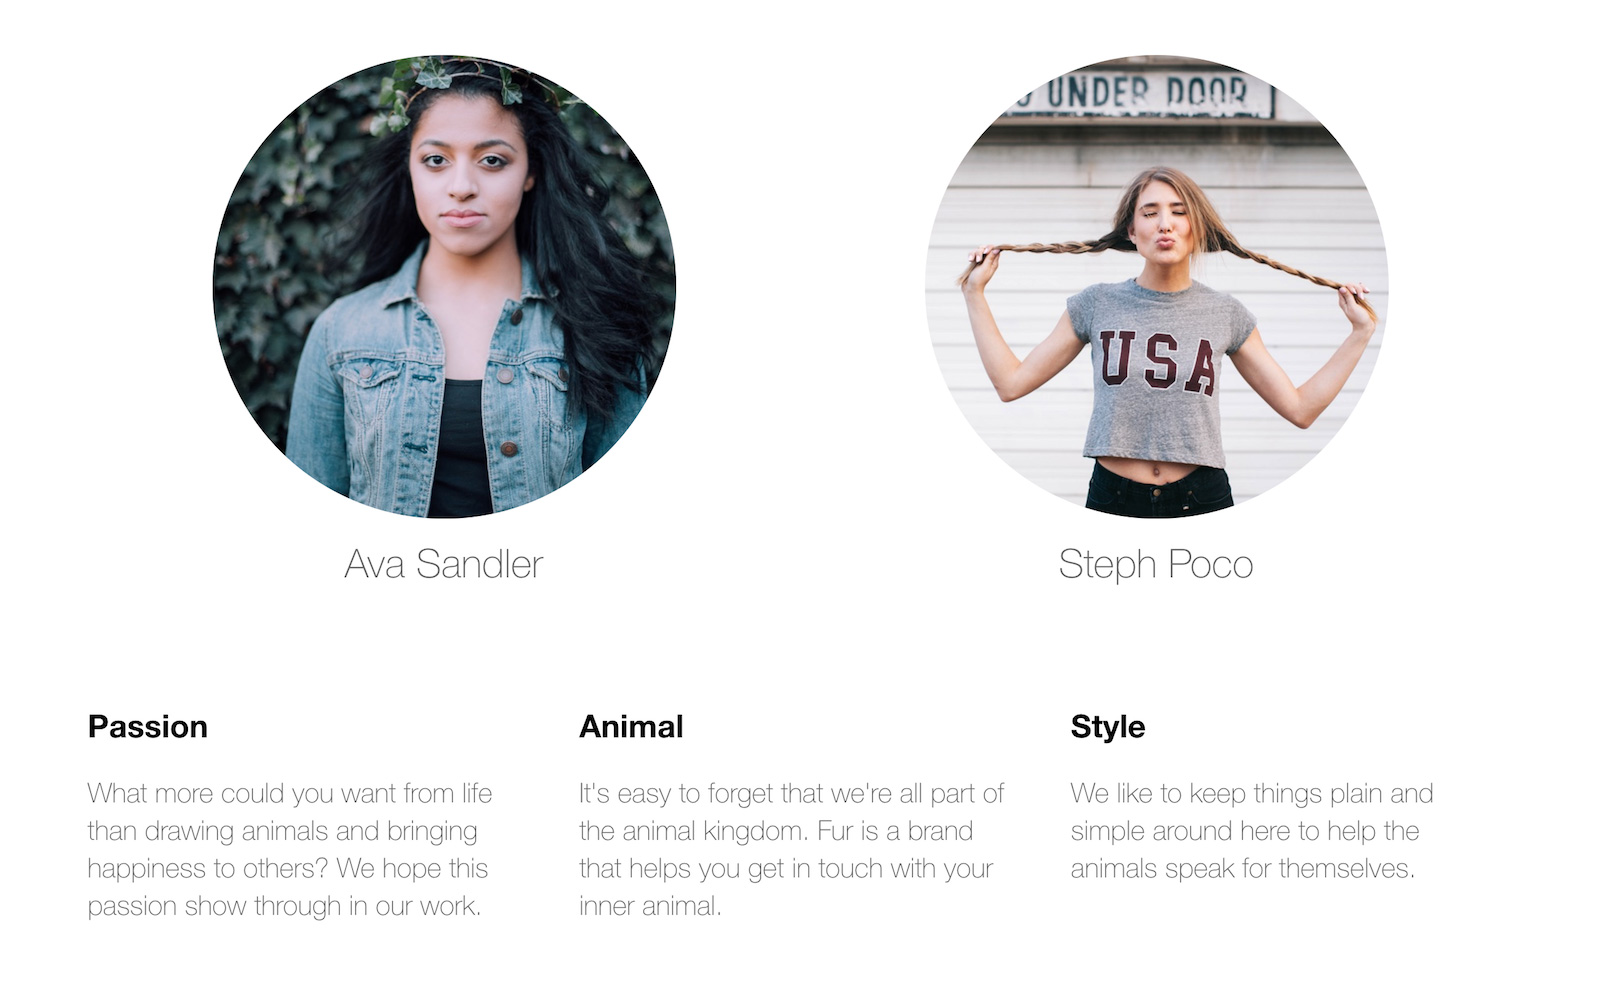 UNDER DOOR
USA
Ava Sandler
Steph Poco
Passion
What more could you want from life
than drawing animals and bringing
happiness to others? We hope this
passion show through in our work.
Animal
It's easy to forget that we're all part of
the animal kingdom. Fur is a brand
that helps you get in touch with your
inner animal.
Style
We like to keep things plain and
simple around here to help the
animals speak for themselves.